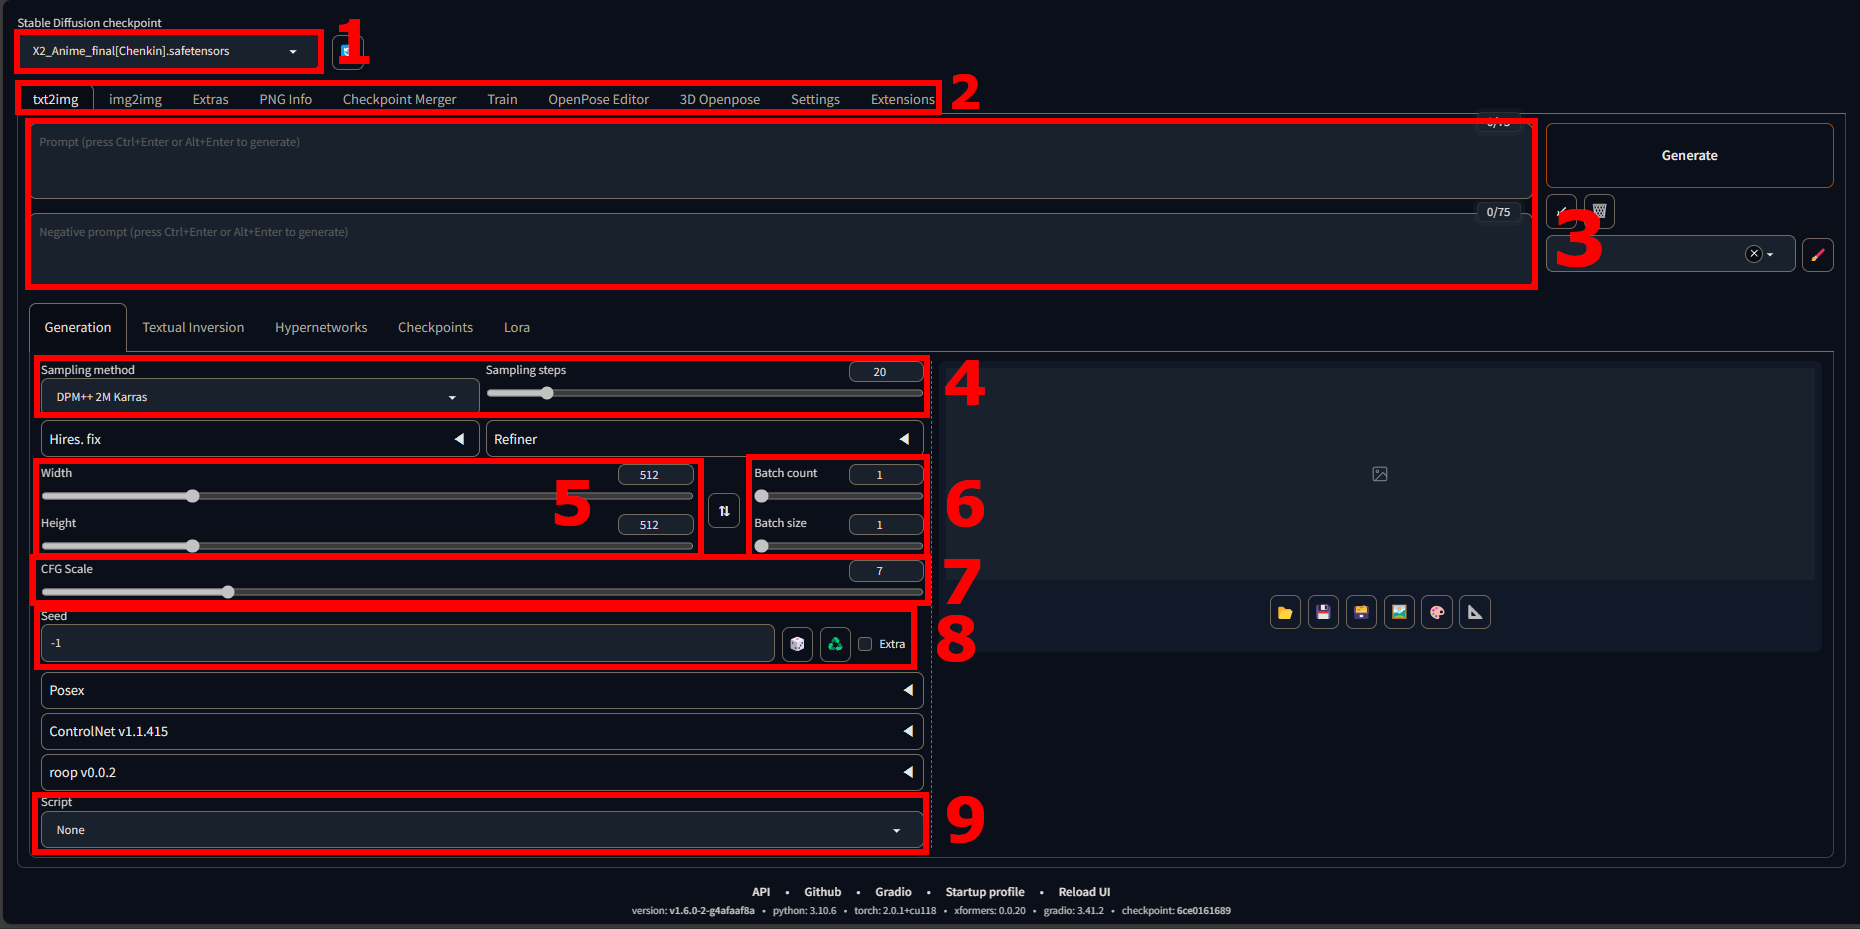 Stable Diffusion checkpoint
X2_Anime_final[Chenkin].safetensors
1
txt2img img2img Extras PNG Info Checkpoint Merger Train OpenPose Editor 3D Openpose Settings Extensions
2
Prompt (press Ctrl+Enter or Alt+Enter to generate)
0/75
Generate
Negative prompt (press Ctrl+Enter or Alt+Enter to generate)
0/75
3
Generation Textual Inversion Hypernetworks Checkpoints Lora
Sampling method
DPM++ 2M Karras
Sampling steps
20
4
Hires. fix
Refiner
Width
512
Height
512
5
Batch count
1
Batch size
1
6
CFG Scale
7
7
Seed
-1
Extra
8
Posex
ControlNet v1.1.415
roop v0.0.2
Script
None
9
API • Github • Gradio • Startup profile • Reload UI
version: v1.6.0-2-g4afaaf8a • python: 3.10.6 • torch: 2.0.1+cu118 • xformers: 0.0.20 • gradio: 3.41.2 • checkpoint: 6ce0161689